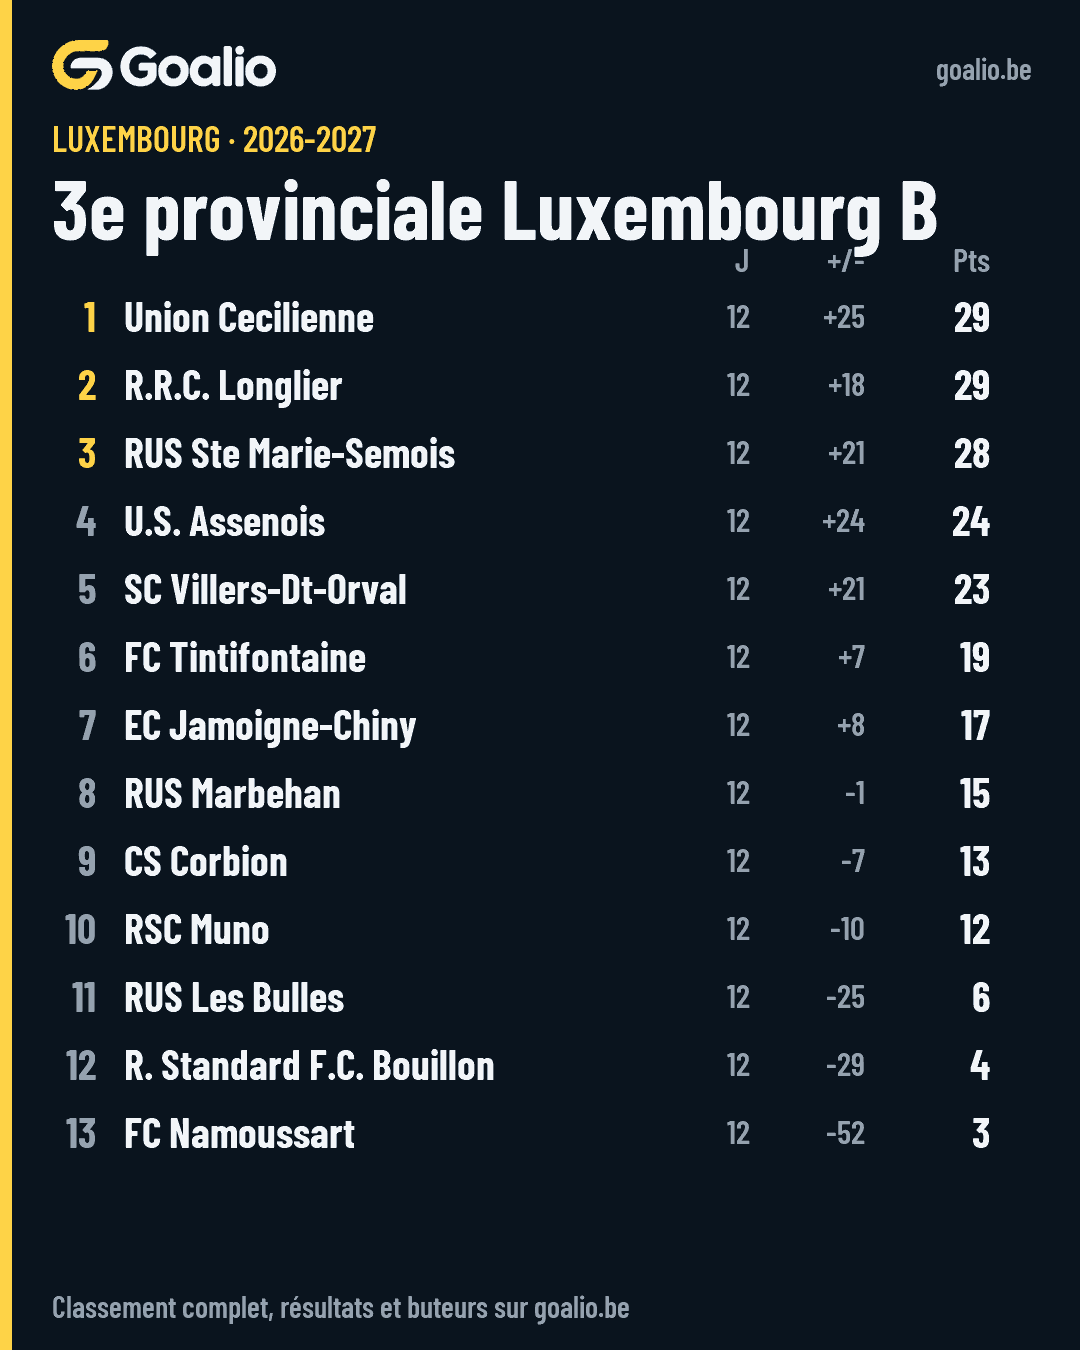 Goalio
goalio.be
LUXEMBOURG · 2026-2027
3e provinciale Luxembourg B
J +/- Pts
1 Union Cecilienne 12 +25 29
2 R.R.C. Longlier 12 +18 29
3 RUS Ste Marie-Semois 12 +21 28
4 U.S. Assenois 12 +24 24
5 SC Villers-Dt-Orval 12 +21 23
6 FC Tintifontaine 12 +7 19
7 EC Jamoigne-Chiny 12 +8 17
8 RUS Marbehan 12 -1 15
9 CS Corbion 12 -7 13
10 RSC Muno 12 -10 12
11 RUS Les Bulles 12 -25 6
12 R. Standard F.C. Bouillon 12 -29 4
13 FC Namoussart 12 -52 3
Classement complet, résultats et buteurs sur goalio.be